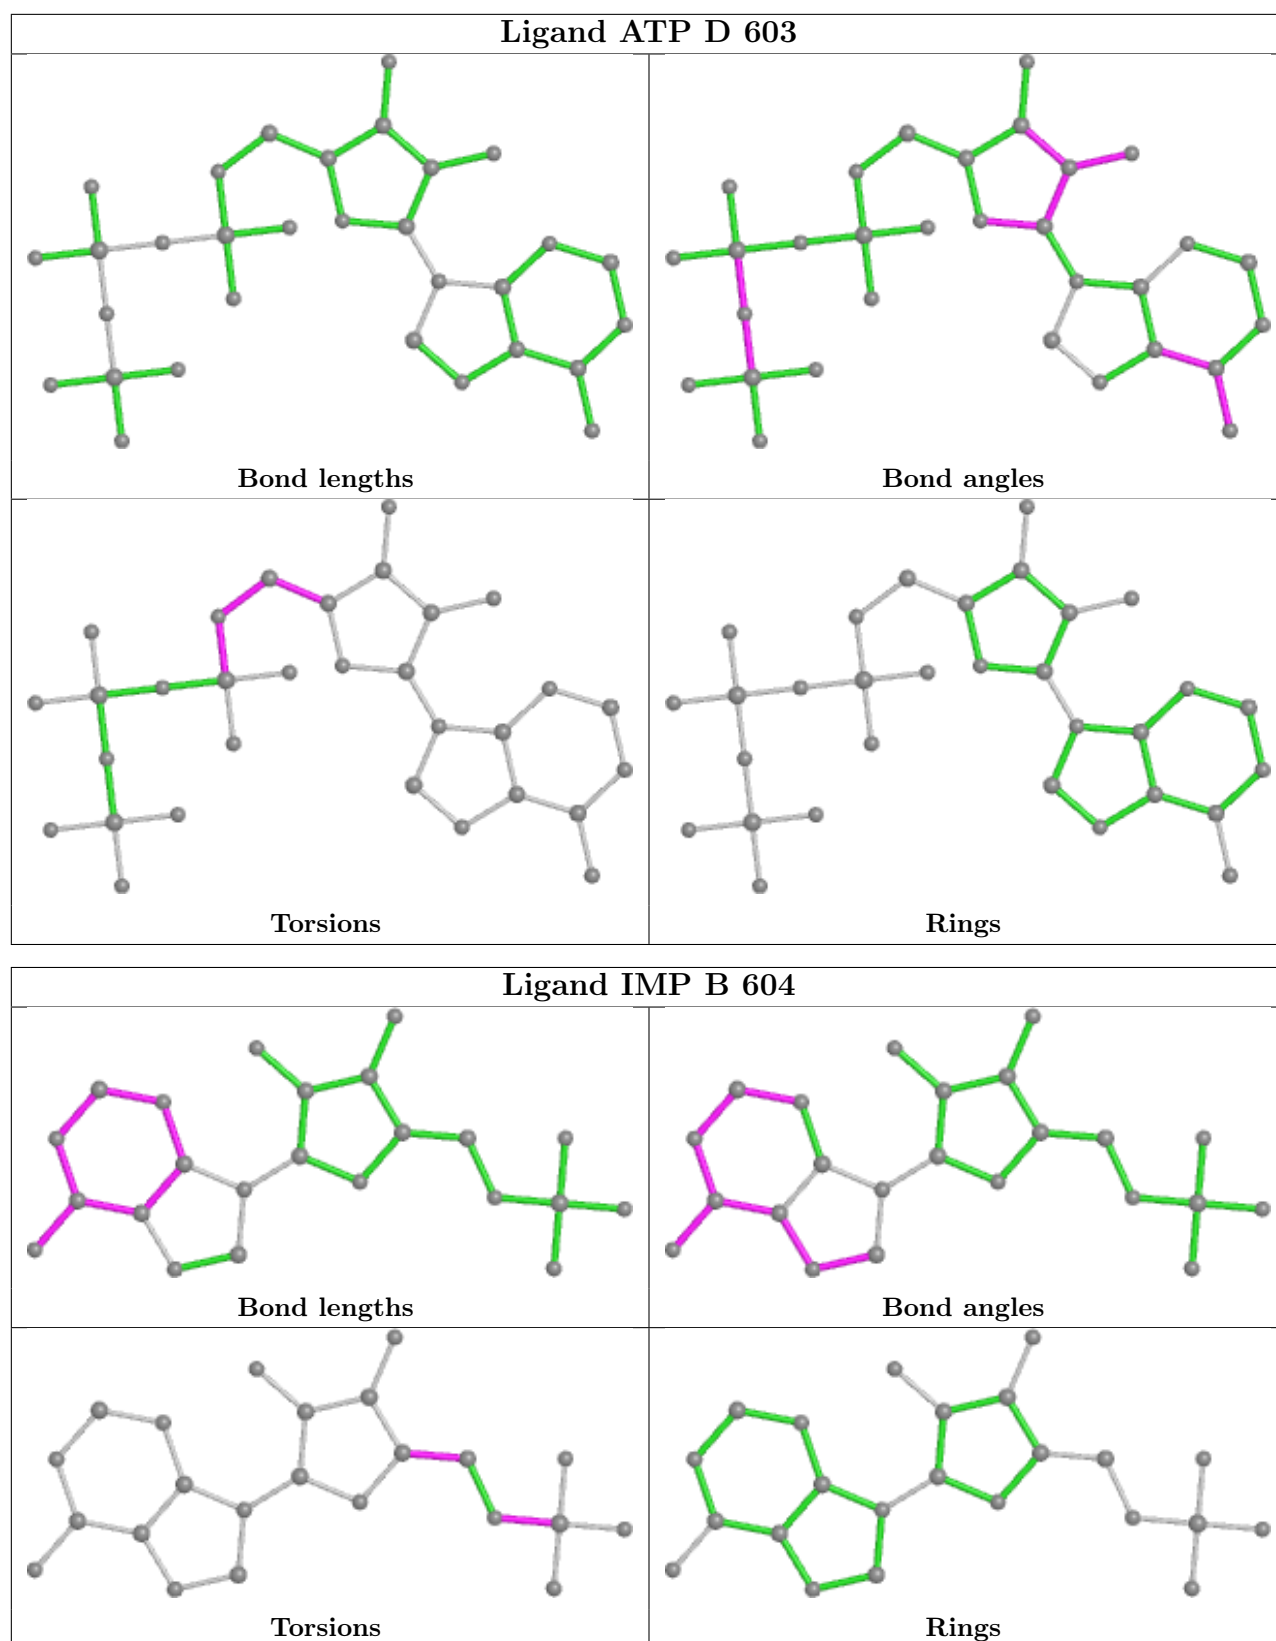 Ligand ATP D 603
Bond lengths
Bond angles
Torsions
Rings
Ligand IMP B 604
Bond lengths
Bond angles
Torsions
Rings